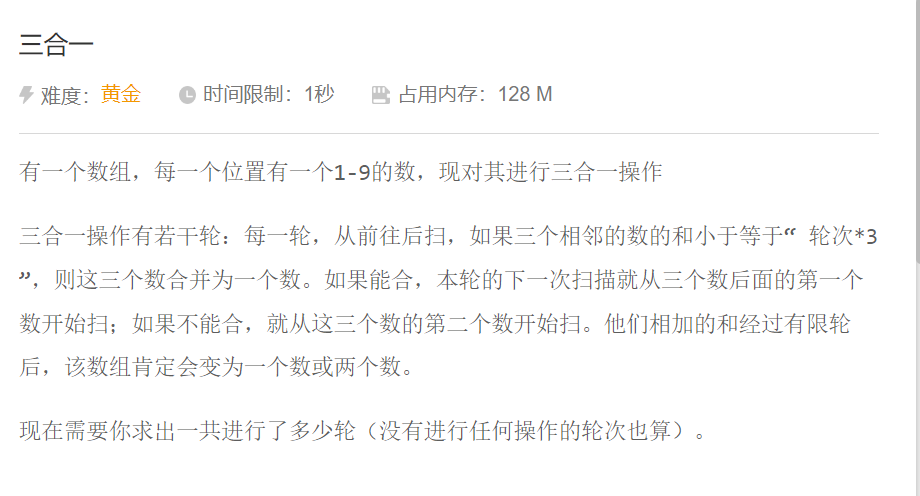 三合一
难度：黄金 时间限制：1秒 占用内存：128 M
有一个数组，每一个位置有一个1-9的数，现对其进行三合一操作
三合一操作有若干轮：每一轮，从前往后扫，如果三个相邻的数的和小于等于“ 轮次*3
”，则这三个数合并为一个数。如果能合，本轮的下一次扫描就从三个数后面的第一个
数开始扫；如果不能合，就从这三个数的第二个数开始扫。他们相加的和经过有限轮
后，该数组肯定会变为一个数或两个数。
现在需要你求出一共进行了多少轮（没有进行任何操作的轮次也算）。